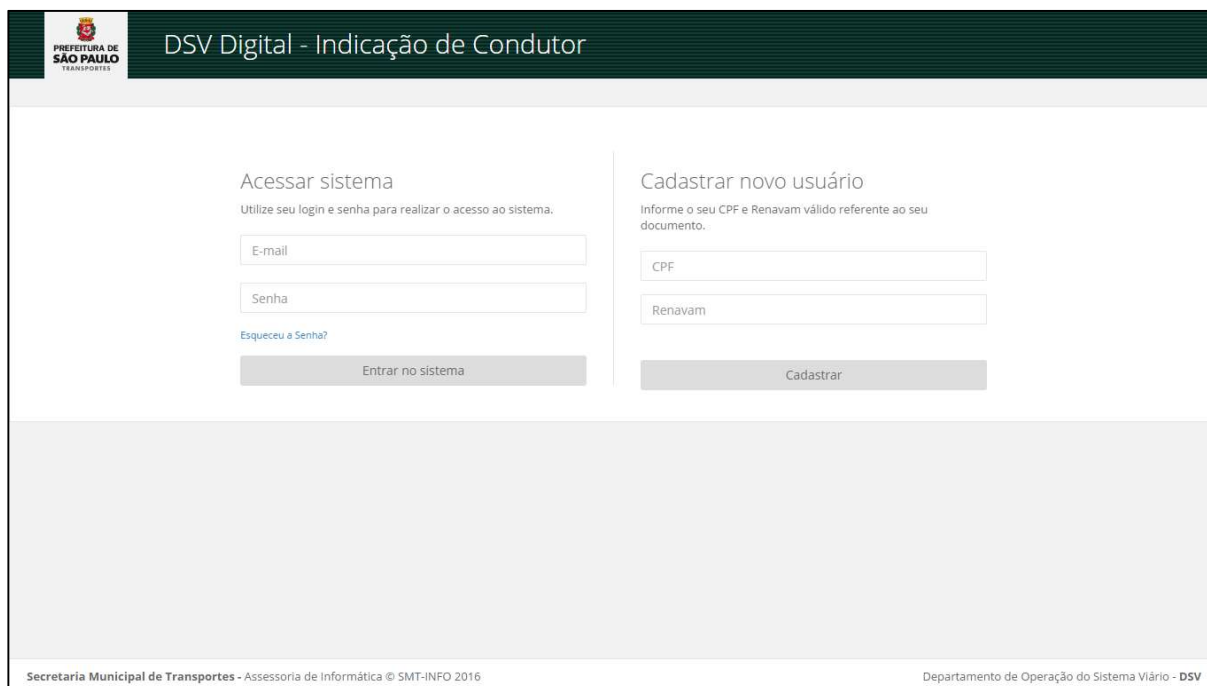 PREFEITURA DE
SÃO PAULO
TRANSPORTES
DSV Digital - Indicação de Condutor
Acessar sistema
Utilize seu login e senha para realizar o acesso ao sistema.
E-mail
Senha
Esqueceu a Senha?
Entrar no sistema
Cadastrar novo usuário
Informe o seu CPF e Renavam válido referente ao seu
documento.
CPF
Renavam
Cadastrar
Secretaria Municipal de Transportes - Assessoria de Informática © SMT-INFO 2016
Departamento de Operação do Sistema Viário - DSV